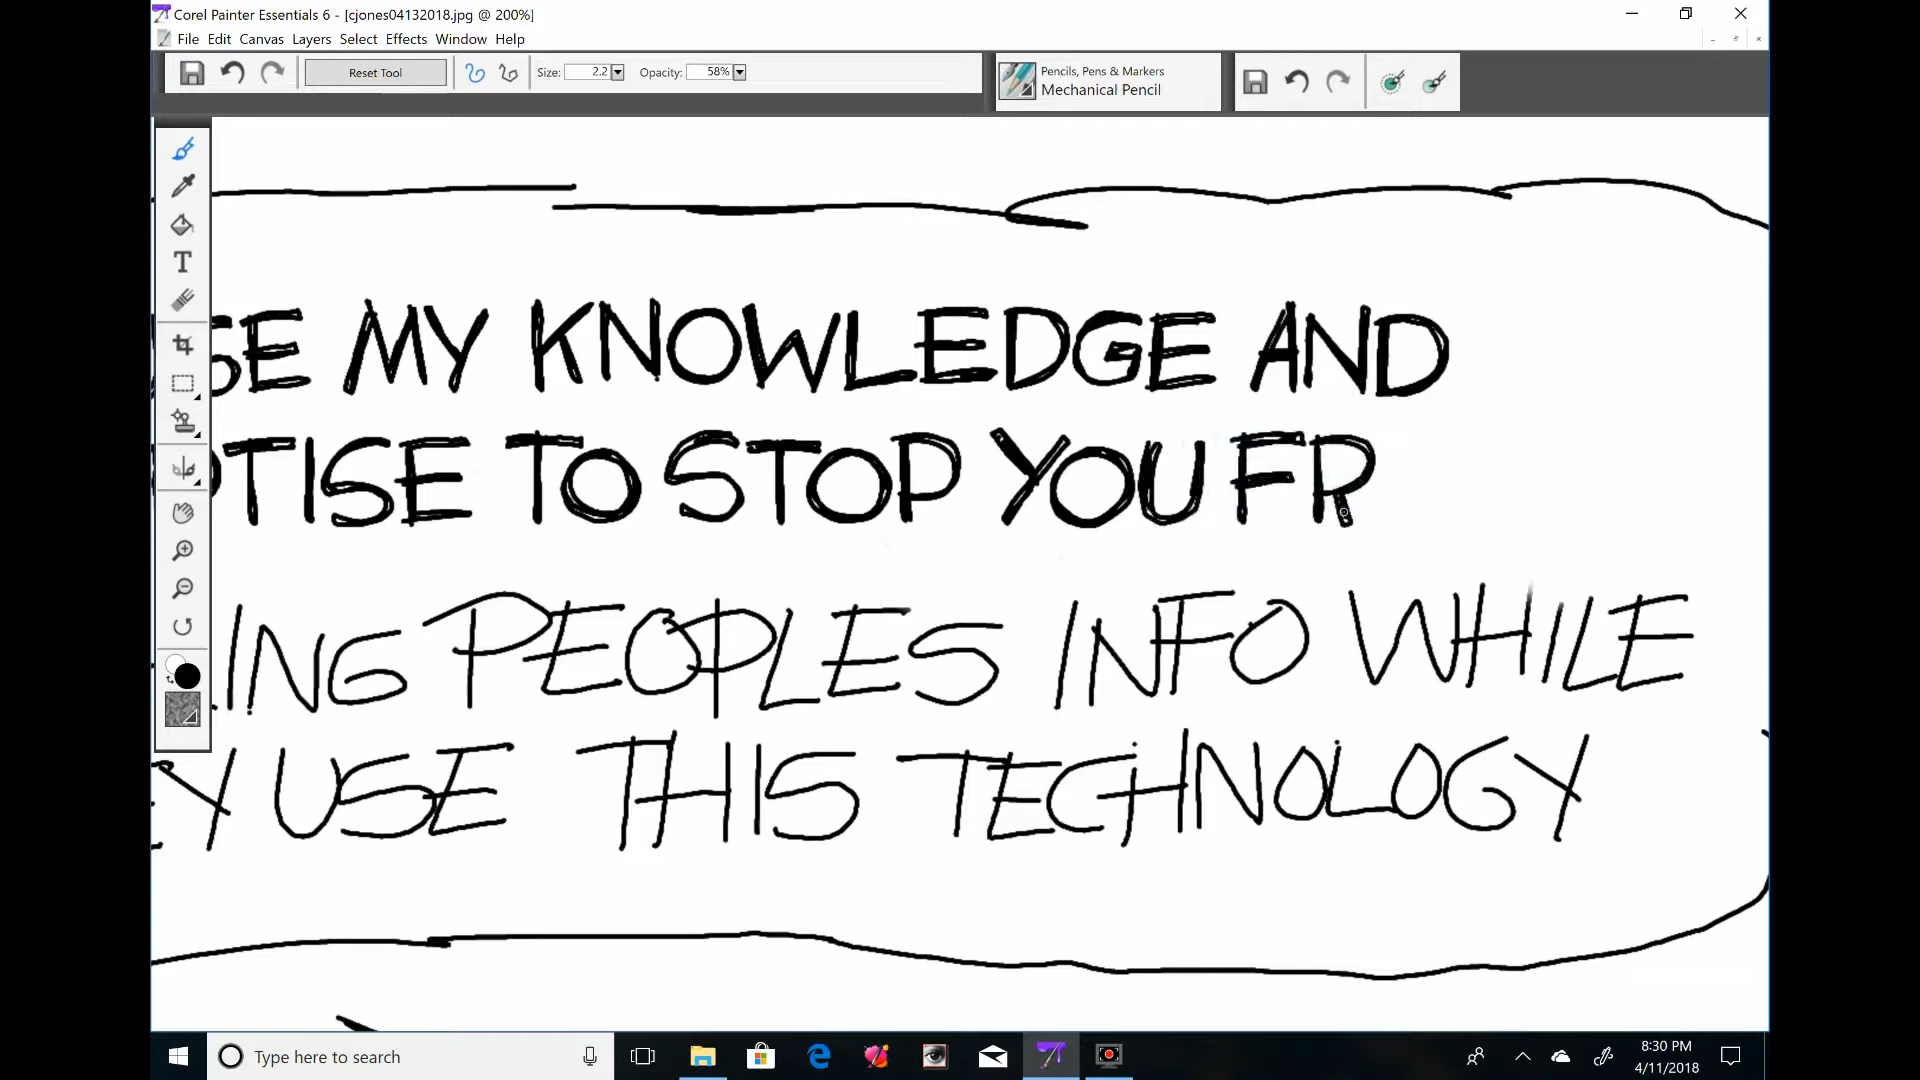 Corel Painter Essentials 6 - [cjones04132018.jpg @ 200%]
File Edit Canvas Layers Select Effects Window Help
Reset Tool Size: 2.2 Opacity: 58%
Pencils, Pens & Markers
Mechanical Pencil
SE MY KNOWLEDGE AND
RTISE TO STOP YOU FR
ING PEOPLES INFO WHILE
EY USE THIS TECHNOLOGY
Type here to search
8:30 PM
4/11/2018